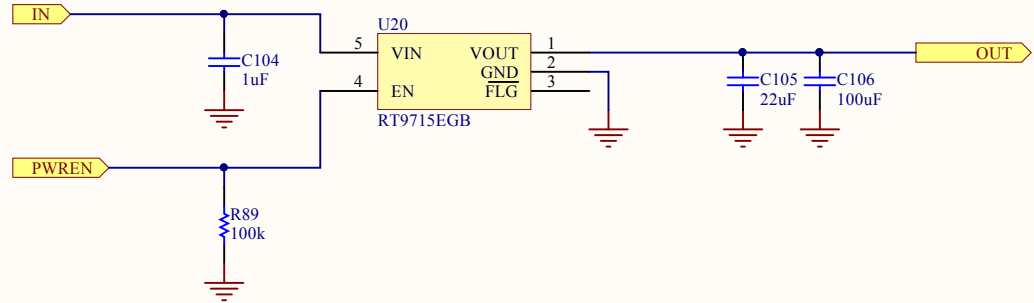 IN
C104
1uF
U20
5 VIN VOUT 1
GND 2
4 EN FLG 3
RT9715EGB
C105
22uF
C106
100uF
OUT
PWREN
R89
100k